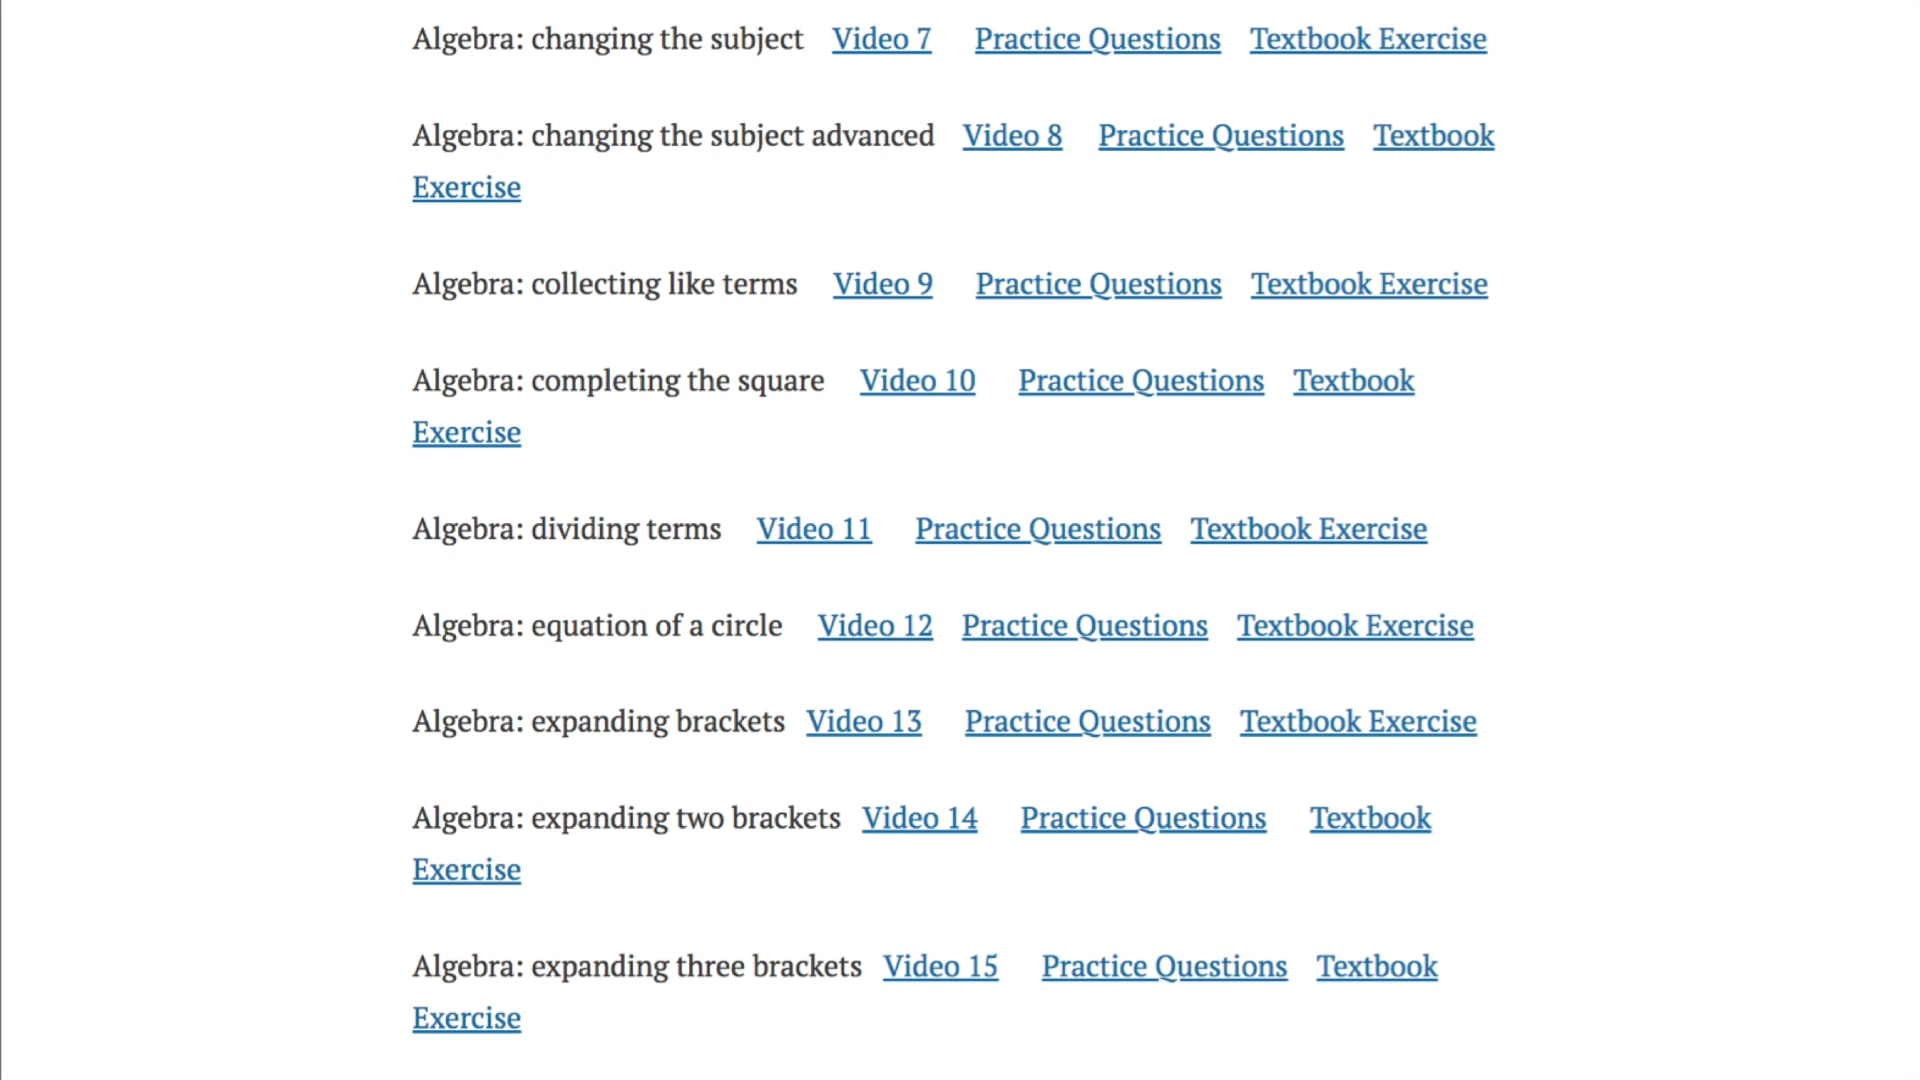 Algebra: changing the subject Video 7 Practice Questions Textbook Exercise
Algebra: changing the subject advanced Video 8 Practice Questions Textbook
Exercise
Algebra: collecting like terms Video 9 Practice Questions Textbook Exercise
Algebra: completing the square Video 10 Practice Questions Textbook
Exercise
Algebra: dividing terms Video 11 Practice Questions Textbook Exercise
Algebra: equation of a circle Video 12 Practice Questions Textbook Exercise
Algebra: expanding brackets Video 13 Practice Questions Textbook Exercise
Algebra: expanding two brackets Video 14 Practice Questions Textbook
Exercise
Algebra: expanding three brackets Video 15 Practice Questions Textbook
Exercise